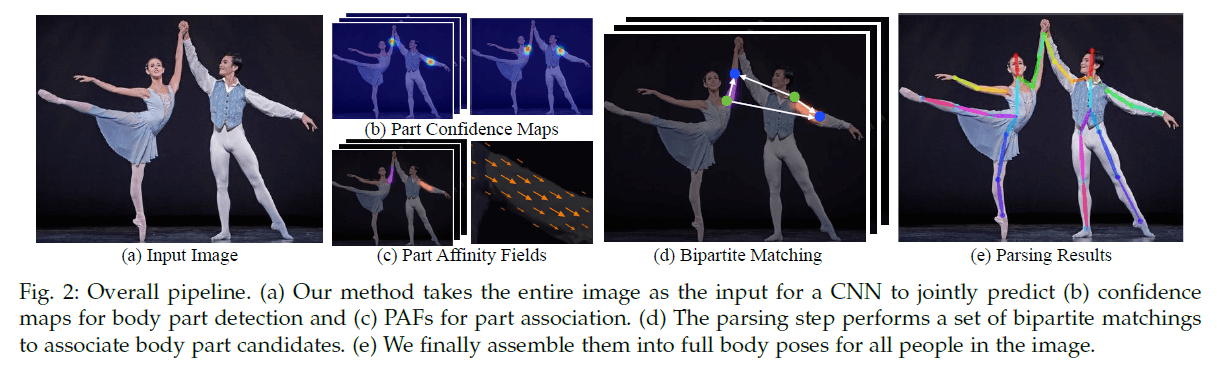 (b) Part Confidence Maps
(a) Input Image
(c) Part Affinity Fields
(d) Bipartite Matching
(e) Parsing Results
Fig. 2: Overall pipeline. (a) Our method takes the entire image as the input for a CNN to jointly predict (b) confidence
maps for body part detection and (c) PAFs for part association. (d) The parsing step performs a set of bipartite matchings
to associate body part candidates. (e) We finally assemble them into full body poses for all people in the image.